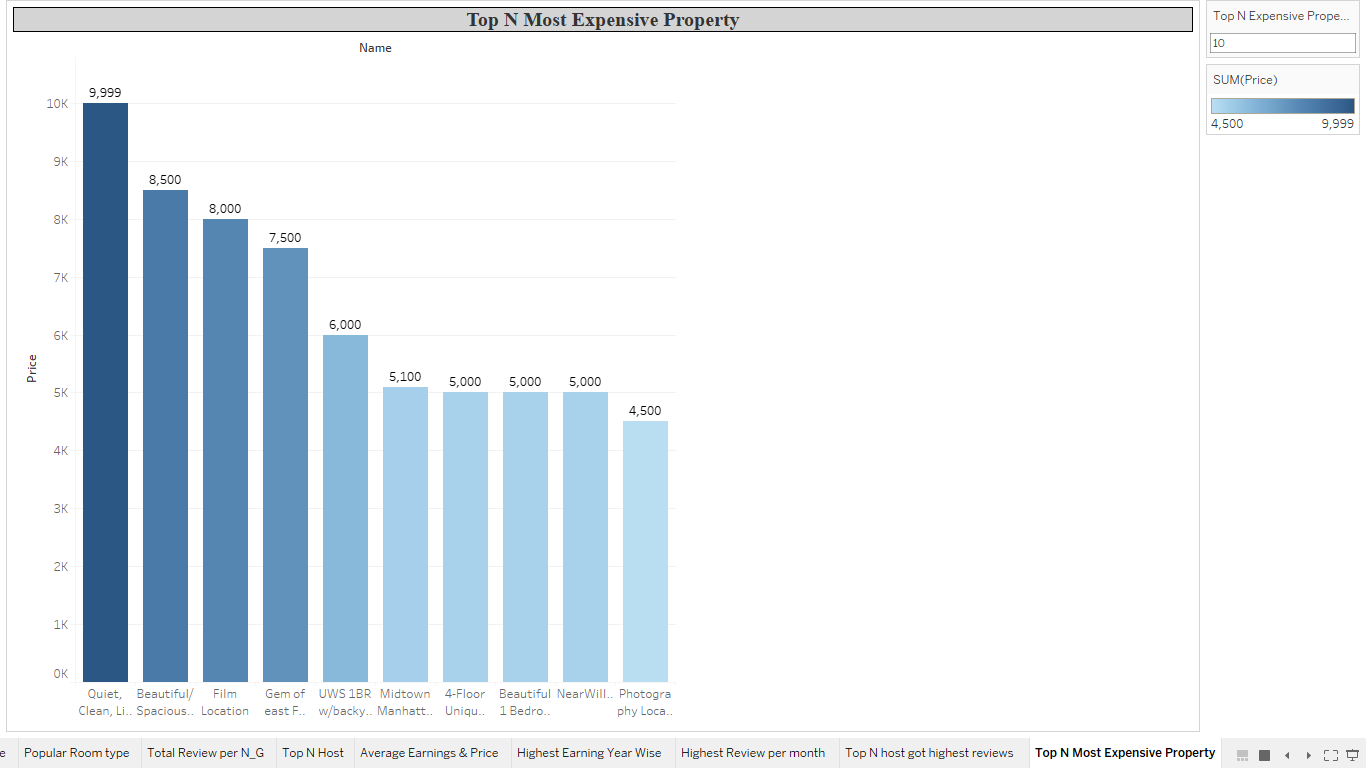 Top N Most Expensive Property
Name
Top N Expensive Prope...
10
SUM(Price)
4,500 9,999
Price
10K
9K
8K
7K
6K
5K
4K
3K
2K
1K
0K
9,999
8,500
8,000
7,500
6,000
5,100
5,000
5,000
5,000
4,500
Quiet,
Clean, Li..
Beautiful/
Spacious..
Film
Location
Gem of
east F..
UWS 1BR
w/backy..
Midtown
Manhatt..
4-Floor
Uniqu..
Beautiful
1 Bedro..
NearWill..
Photogra
phy Loca..
e Popular Room type Total Review per N_G Top N Host Average Earnings & Price Highest Earning Year Wise Highest Review per month Top N host got highest reviews Top N Most Expensive Property